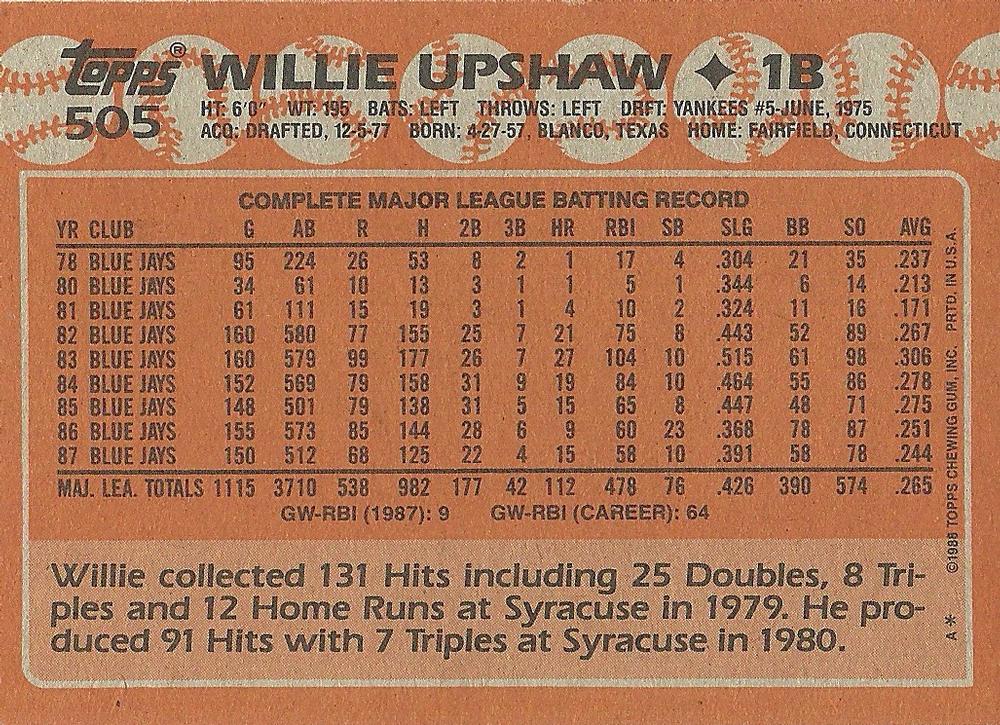 topps® WILLIE UPSHAW ✦ 1B
505 HT: 6'0" WT: 195 BATS: LEFT THROWS: LEFT DRFT: YANKEES #5-JUNE, 1975
ACQ: DRAFTED, 12-5-77 BORN: 4-27-57, BLANCO, TEXAS HOME: FAIRFIELD, CONNECTICUT
COMPLETE MAJOR LEAGUE BATTING RECORD
YR CLUB G AB R H 2B 3B HR RBI SB SLG BB SO AVG
78 BLUE JAYS 95 224 26 53 8 2 1 17 4 .304 21 35 .237
80 BLUE JAYS 34 61 10 13 3 1 1 5 1 .344 6 14 .213
81 BLUE JAYS 61 111 15 19 3 1 4 10 2 .324 11 16 .171
82 BLUE JAYS 160 580 77 155 25 7 21 75 8 .443 52 89 .267
83 BLUE JAYS 160 579 99 177 26 7 27 104 10 .515 61 98 .306
84 BLUE JAYS 152 569 79 158 31 9 19 84 10 .464 55 86 .278
85 BLUE JAYS 148 501 79 138 31 5 15 65 8 .447 48 71 .275
86 BLUE JAYS 155 573 85 144 28 6 9 60 23 .368 78 87 .251
87 BLUE JAYS 150 512 68 125 22 4 15 58 10 .391 58 78 .244
MAJ. LEA. TOTALS 1115 3710 538 982 177 42 112 478 76 .426 390 574 .265
GW-RBI (1987): 9 GW-RBI (CAREER): 64
Willie collected 131 Hits including 25 Doubles, 8 Tri-
ples and 12 Home Runs at Syracuse in 1979. He pro-
duced 91 Hits with 7 Triples at Syracuse in 1980.
A* ©1988 TOPPS CHEWING GUM, INC. PRTD. IN U.S.A.